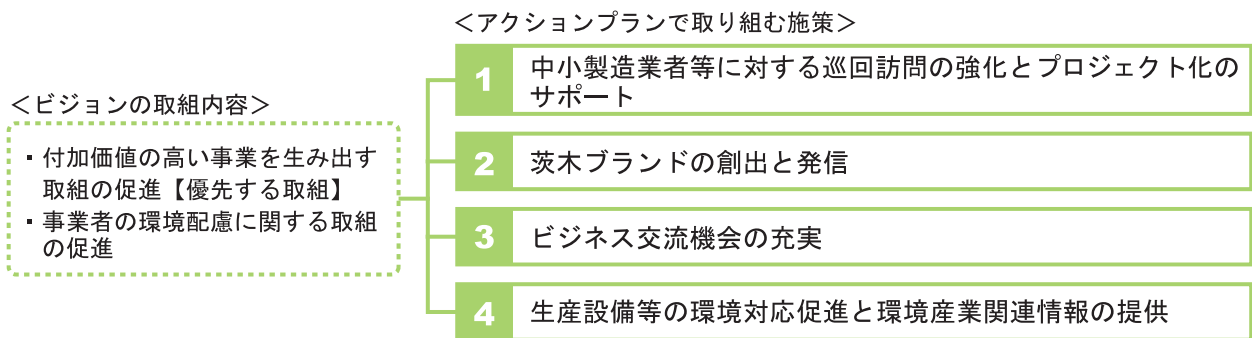 ＜アクションプランで取り組む施策＞
＜ビジョンの取組内容＞
・付加価値の高い事業を生み出す
取組の促進【優先する取組】
・事業者の環境配慮に関する取組
の促進
1 中小製造業者等に対する巡回訪問の強化とプロジェクト化の
サポート
2 茨木ブランドの創出と発信
3 ビジネス交流機会の充実
4 生産設備等の環境対応促進と環境産業関連情報の提供